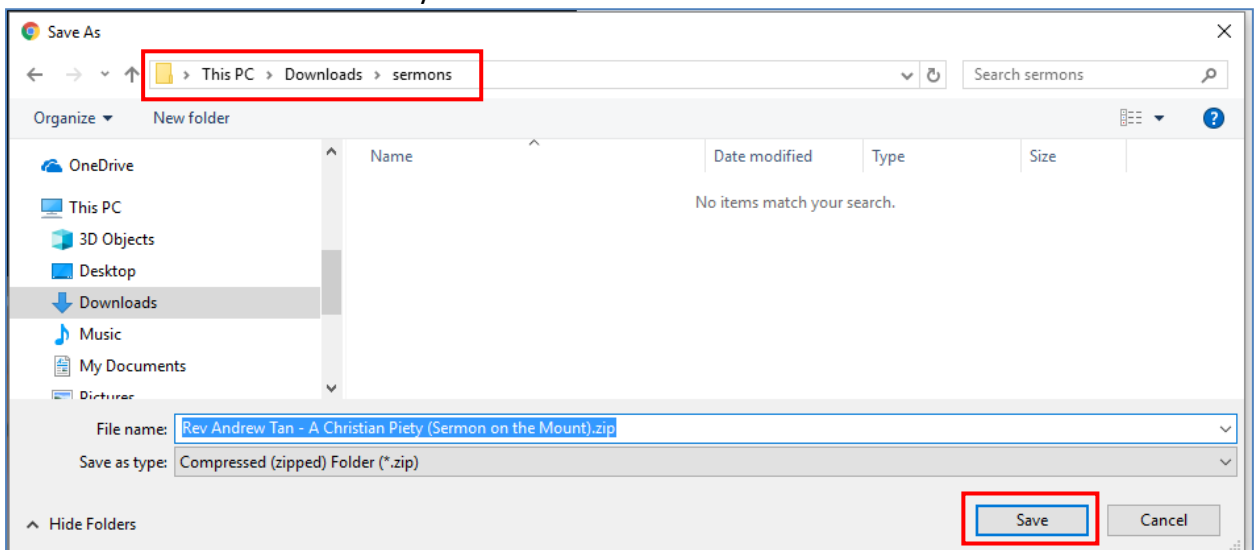 Save As
> This PC > Downloads > sermons
Search sermons
Organize New folder
Name Date modified Type Size
No items match your search.
OneDrive
This PC
3D Objects
Desktop
Downloads
Music
My Documents
Pictures
File name: Rev Andrew Tan - A Christian Piety (Sermon on the Mount).zip
Save as type: Compressed (zipped) Folder (*.zip)
Hide Folders
Save Cancel